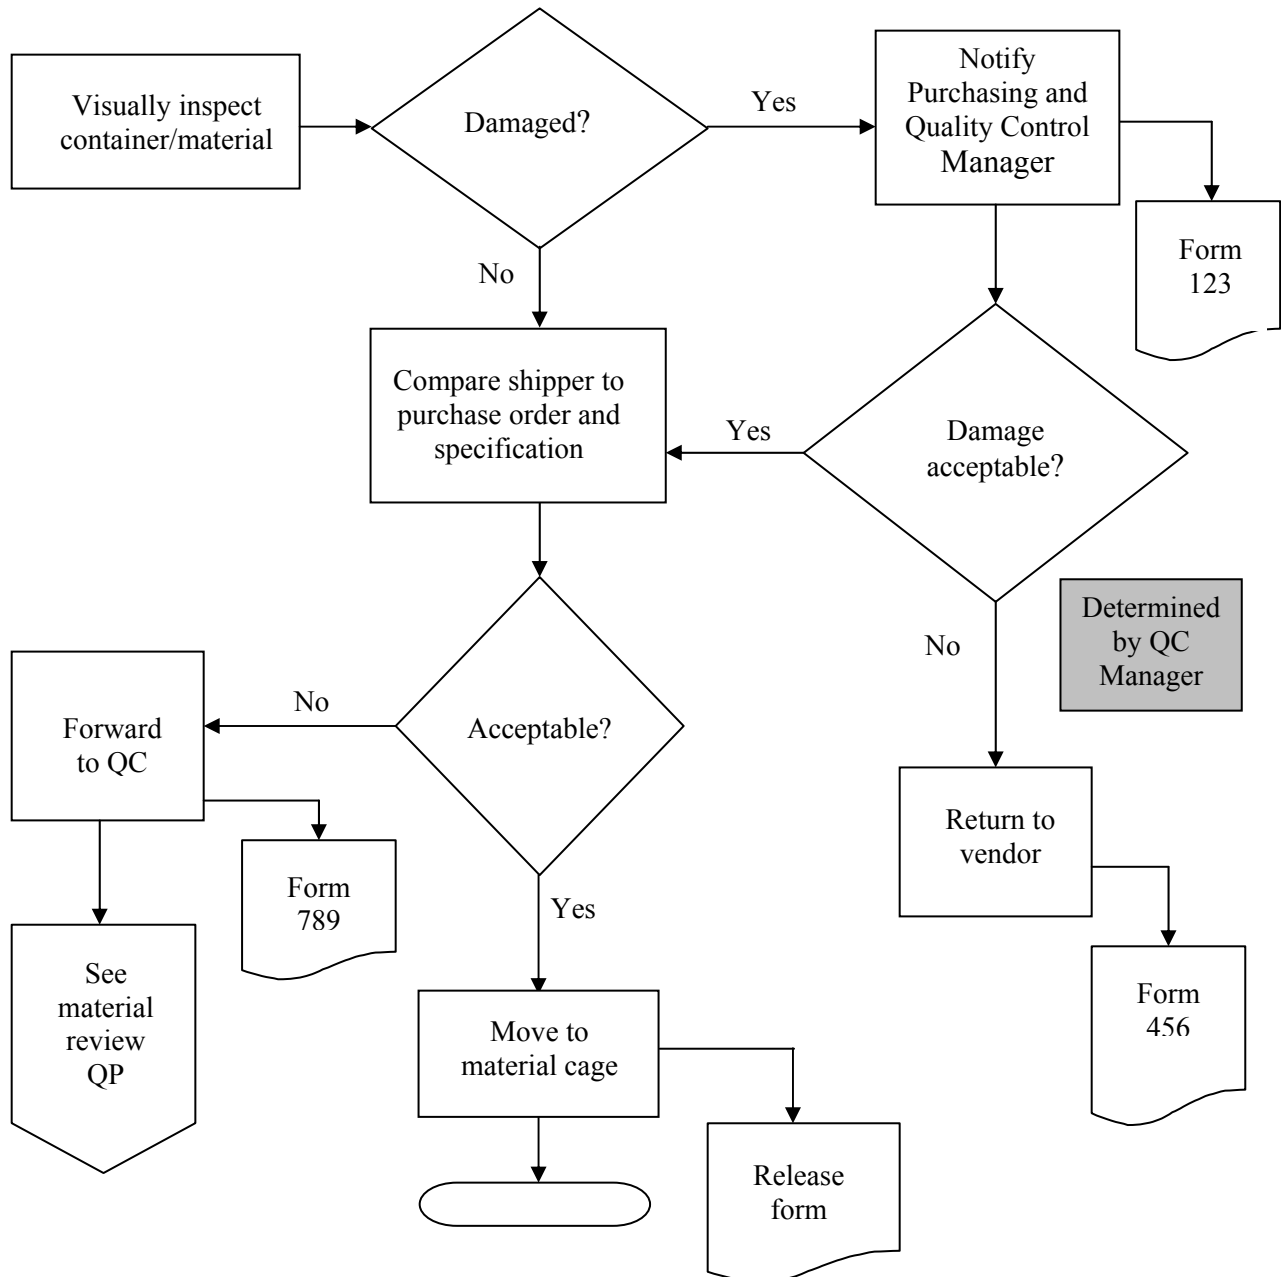 Visually inspect
container/material
Damaged?
Yes
Notify
Purchasing and
Quality Control
Manager
Form
123
No
Compare shipper to
purchase order and
specification
Yes
Damage
acceptable?
Determined
by QC
Manager
No
No
Forward
to QC
Acceptable?
Return to
vendor
Form
789
Yes
See
material
review
QP
Form
456
Move to
material cage
Release
form